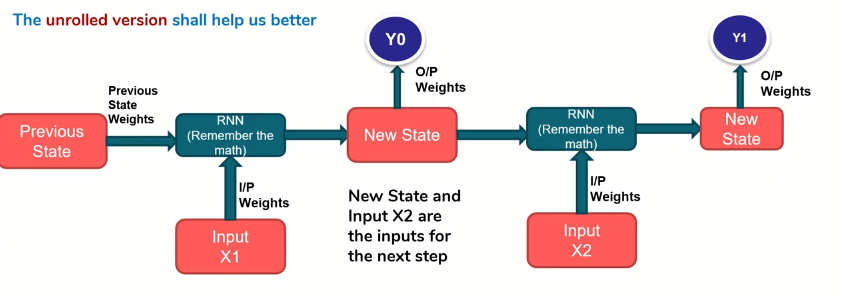 The unrolled version shall help us better
Y0
Y1
O/P
Weights
O/P
Weights
Previous
State
Weights
Previous
State
RNN
(Remember the
math)
New State
RNN
(Remember the
math)
New
State
I/P
Weights
I/P
Weights
Input
X1
New State and
Input X2 are
the inputs for
the next step
Input
X2